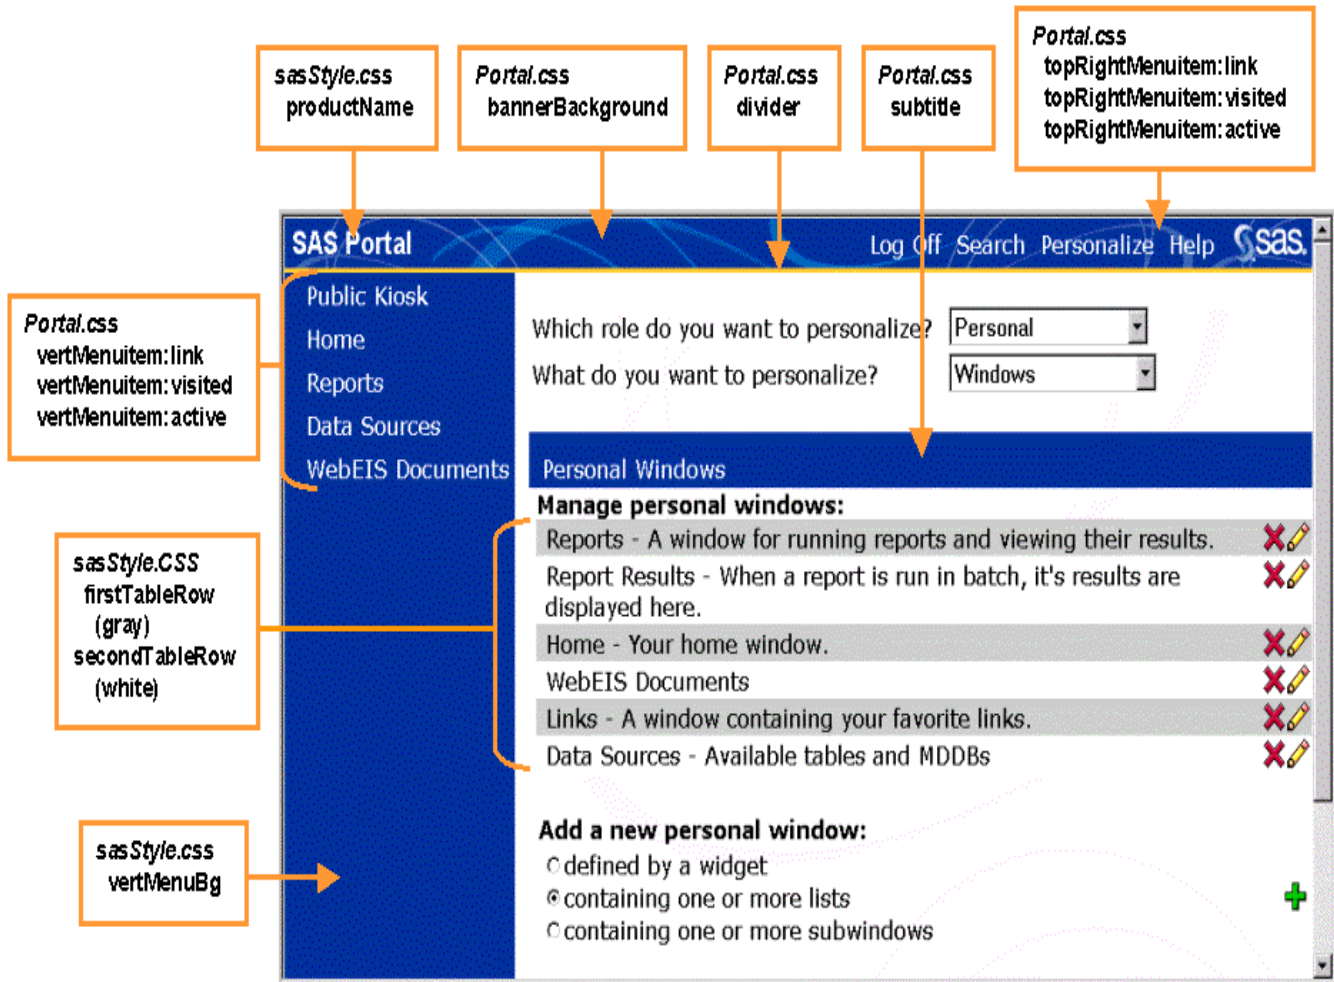 sasStyle.css
productName
Portal.css
bannerBackground
Portal.css
divider
Portal.css
subtitle
Portal.css
topRightMenuitem:link
topRightMenuitem:visited
topRightMenuitem:active
SAS Portal
Log Off Search Personalize Help
sas.
Portal.css
vertMenuitem:link
vertMenuitem:visited
vertMenuitem:active
Public Kiosk
Home
Reports
Data Sources
WebEIS Documents
Which role do you want to personalize? Personal
What do you want to personalize? Windows
Personal Windows
Manage personal windows:
Reports - A window for running reports and viewing their results.
Report Results - When a report is run in batch, it's results are
displayed here.
Home - Your home window.
WebEIS Documents
Links - A window containing your favorite links.
Data Sources - Available tables and MDDBs
sasStyle.CSS
firstTableRow
(gray)
secondTableRow
(white)
sasStyle.css
vertMenuBg
Add a new personal window:
defined by a widget
containing one or more lists
containing one or more subwindows